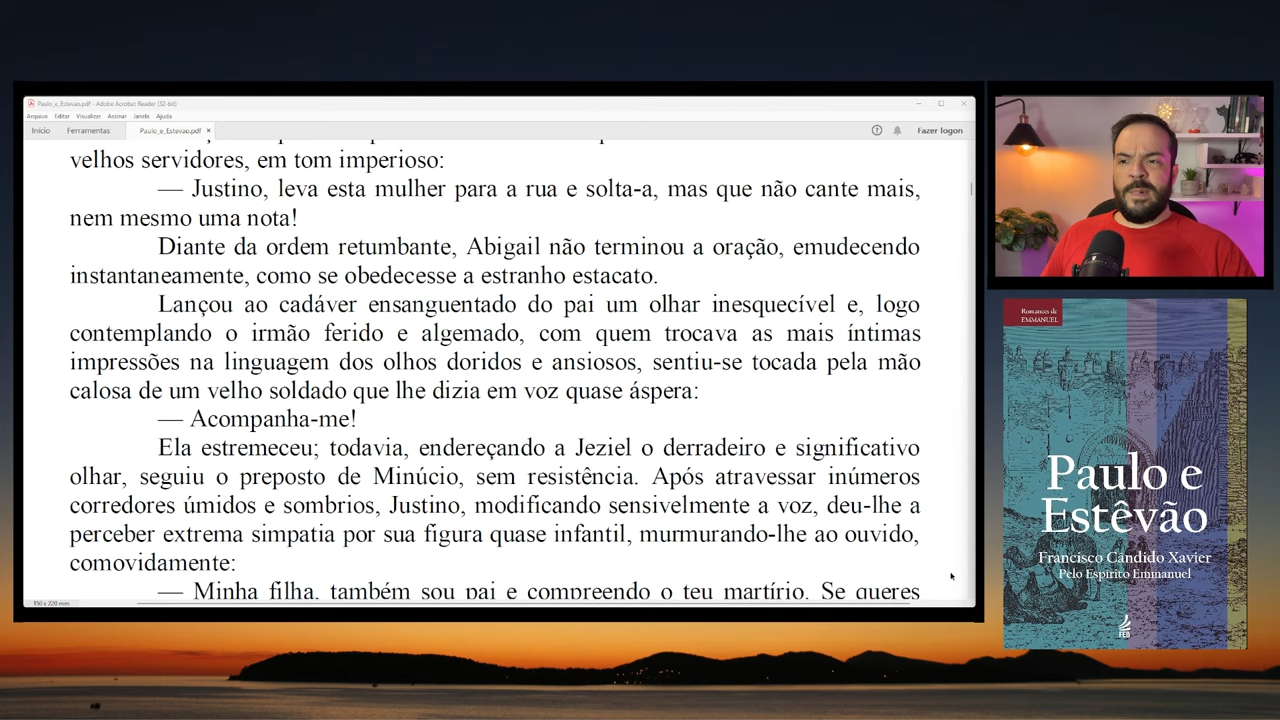 Paulo_e_Estevao.pdf - Adobe Acrobat Reader (32-bit)
Arquivo Editar Visualizar Assinar Janela Ajuda
Início Ferramentas Paulo_e_Estevao.pdf × Fazer logon
velhos servidores, em tom imperioso:
— Justino, leva esta mulher para a rua e solta-a, mas que não cante mais,
nem mesmo uma nota!
Diante da ordem retumbante, Abigail não terminou a oração, emudecendo
instantaneamente, como se obedecesse a estranho estacato.
Lançou ao cadáver ensanguentado do pai um olhar inesquecível e, logo
contemplando o irmão ferido e algemado, com quem trocava as mais íntimas
impressões na linguagem dos olhos doridos e ansiosos, sentiu-se tocada pela mão
calosa de um velho soldado que lhe dizia em voz quase áspera:
— Acompanha-me!
Ela estremeceu; todavia, endereçando a Jeziel o derradeiro e significativo
olhar, seguiu o preposto de Minúcio, sem resistência. Após atravessar inúmeros
corredores úmidos e sombrios, Justino, modificando sensivelmente a voz, deu-lhe a
perceber extrema simpatia por sua figura quase infantil, murmurando-lhe ao ouvido,
comovidamente:
— Minha filha, também sou pai e compreendo o teu martírio. Se queres
150 x 220 mm
Romances de
EMMANUEL
Paulo e
Estêvão
Francisco Cândido Xavier
Pelo Espírito Emmanuel
FEB